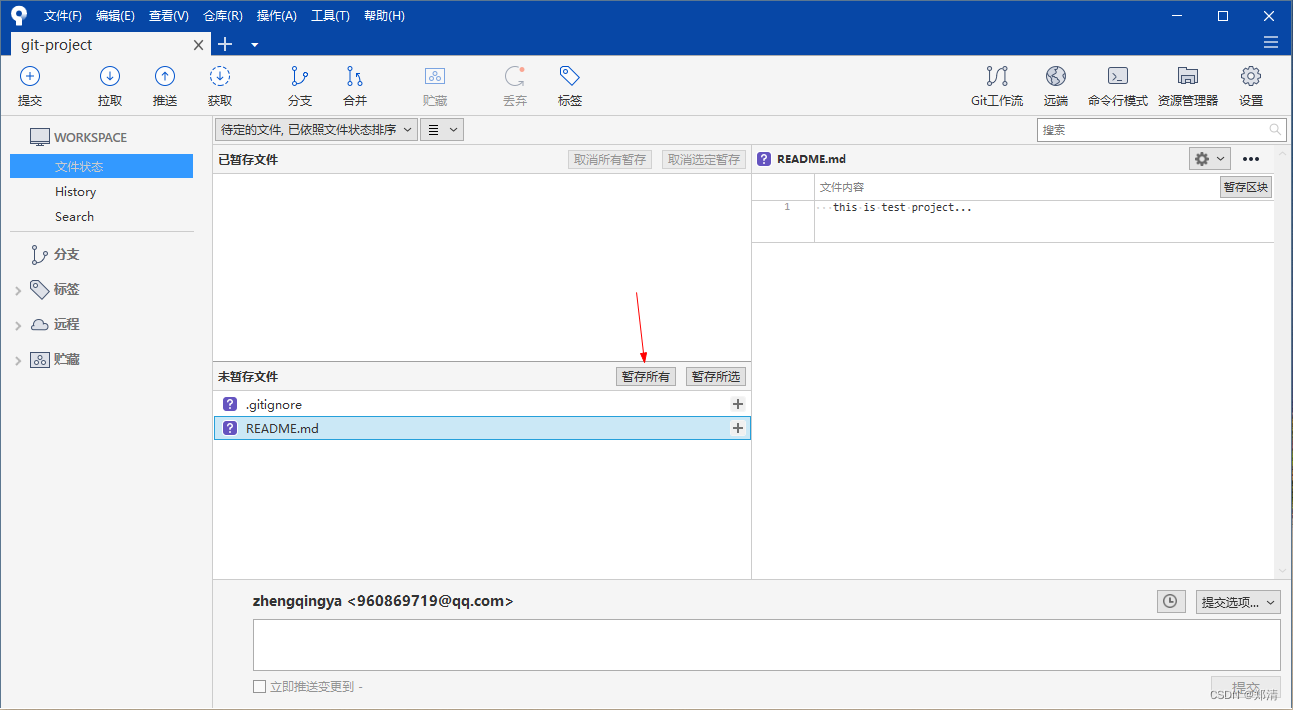 文件(F) 编辑(E) 查看(V) 仓库(R) 操作(A) 工具(T) 帮助(H)
git-project
提交 拉取 推送 获取 分支 合并 贮藏 丢弃 标签 Git工作流 远端 命令行模式 资源管理器 设置
WORKSPACE
文件状态
History
Search
分支
标签
远程
贮藏
待定的文件, 已依照文件状态排序
搜索
已暂存文件 取消所有暂存 取消选定暂存
未暂存文件 暂存所有 暂存所选
.gitignore
README.md
README.md
文件内容 暂存区块
1 this is test project...
zhengqingya <960869719@qq.com>
提交选项...
立即推送变更到 -
提交
CSDN @郑清